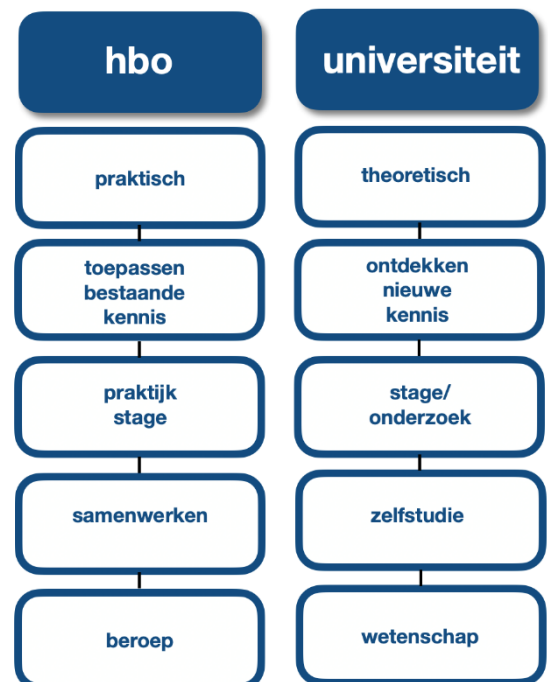 hbo
praktisch
toepassen
bestaande
kennis
praktijk
stage
samenwerken
beroep
universiteit
theoretisch
ontdekken
nieuwe
kennis
stage/
onderzoek
zelfstudie
wetenschap